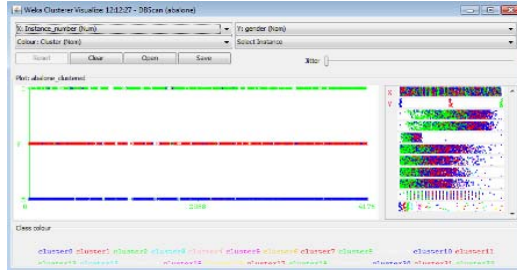 Weka Clusterer Visualize: 12:12:27 - DBScan (abalone)
X: Instance_number (Num)
Y: gender (Nom)
Colour: Cluster (Nom)
Select Instance
Reset
Clear
Open
Save
Jitter
Plot: abalone_clustered
X
Y
0
Class colour
cluster0 cluster1 cluster2 cluster3 cluster4 cluster5 cluster6 cluster7 cluster8 cluster10 cluster11